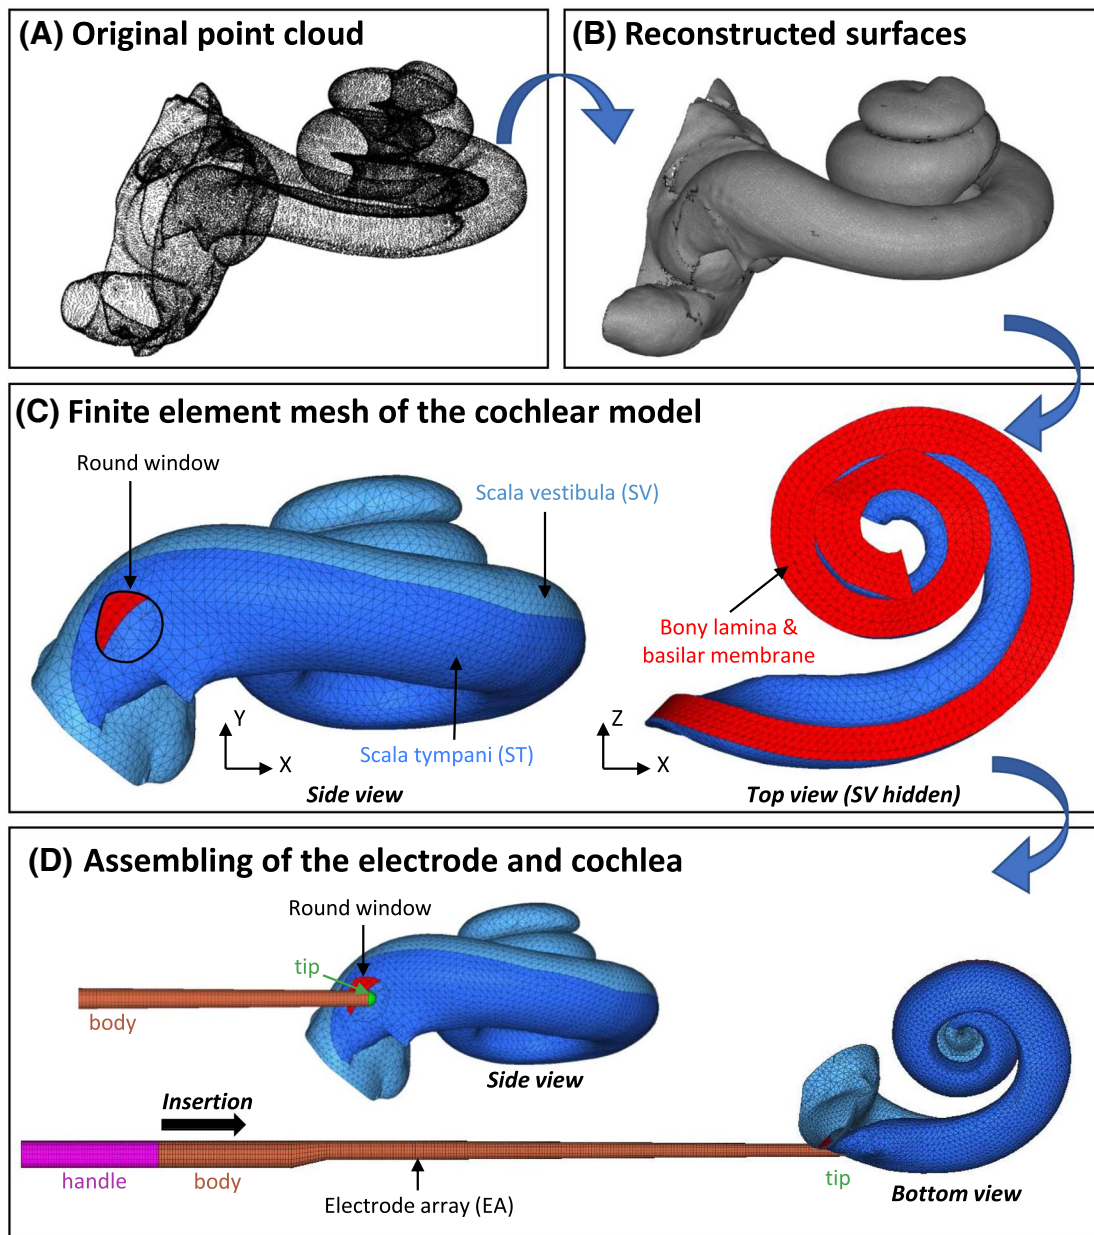 (A) Original point cloud
(B) Reconstructed surfaces
(C) Finite element mesh of the cochlear model
Round window
Scala vestibula (SV)
Bony lamina &
basilar membrane
Y
X
Scala tympani (ST)
Side view
Z
X
Top view (SV hidden)
(D) Assembling of the electrode and cochlea
Round window
tip
body
Side view
Insertion
handle
body
Electrode array (EA)
tip
Bottom view